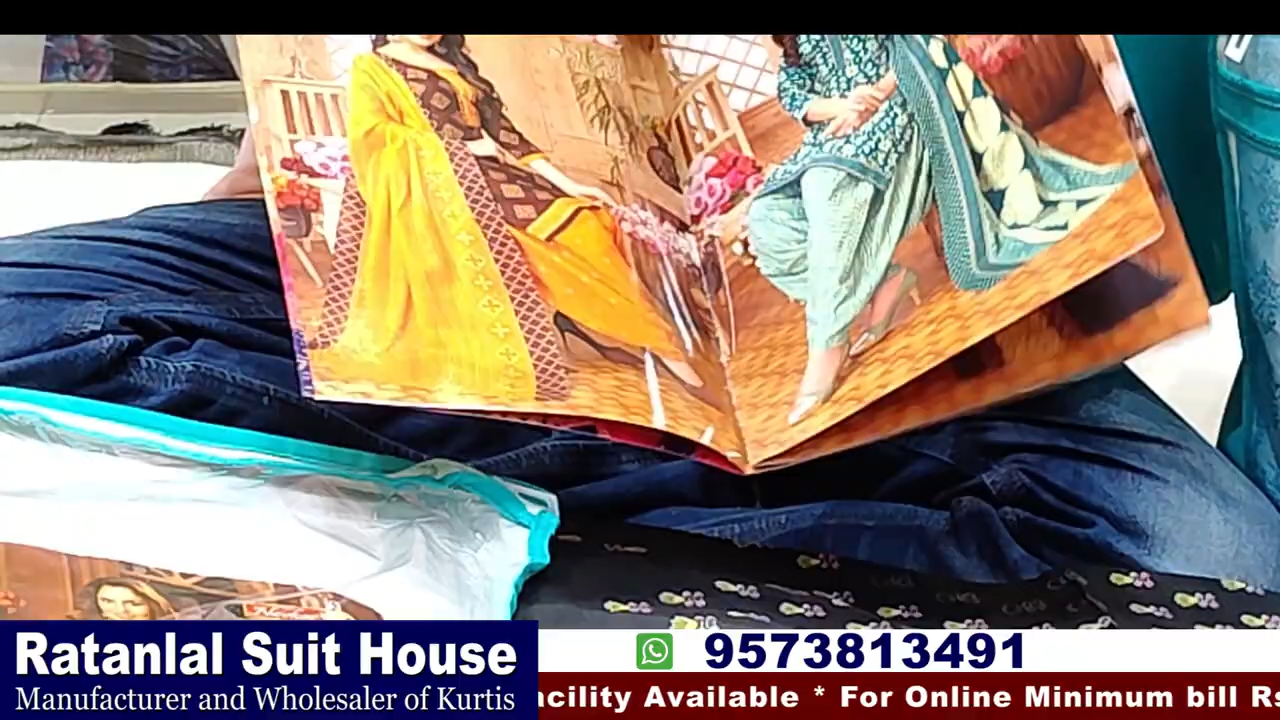 Ratanlal Suit House
Manufacturer and Wholesaler of Kurtis
9573813491
acility Available * For Online Minimum bill Rs